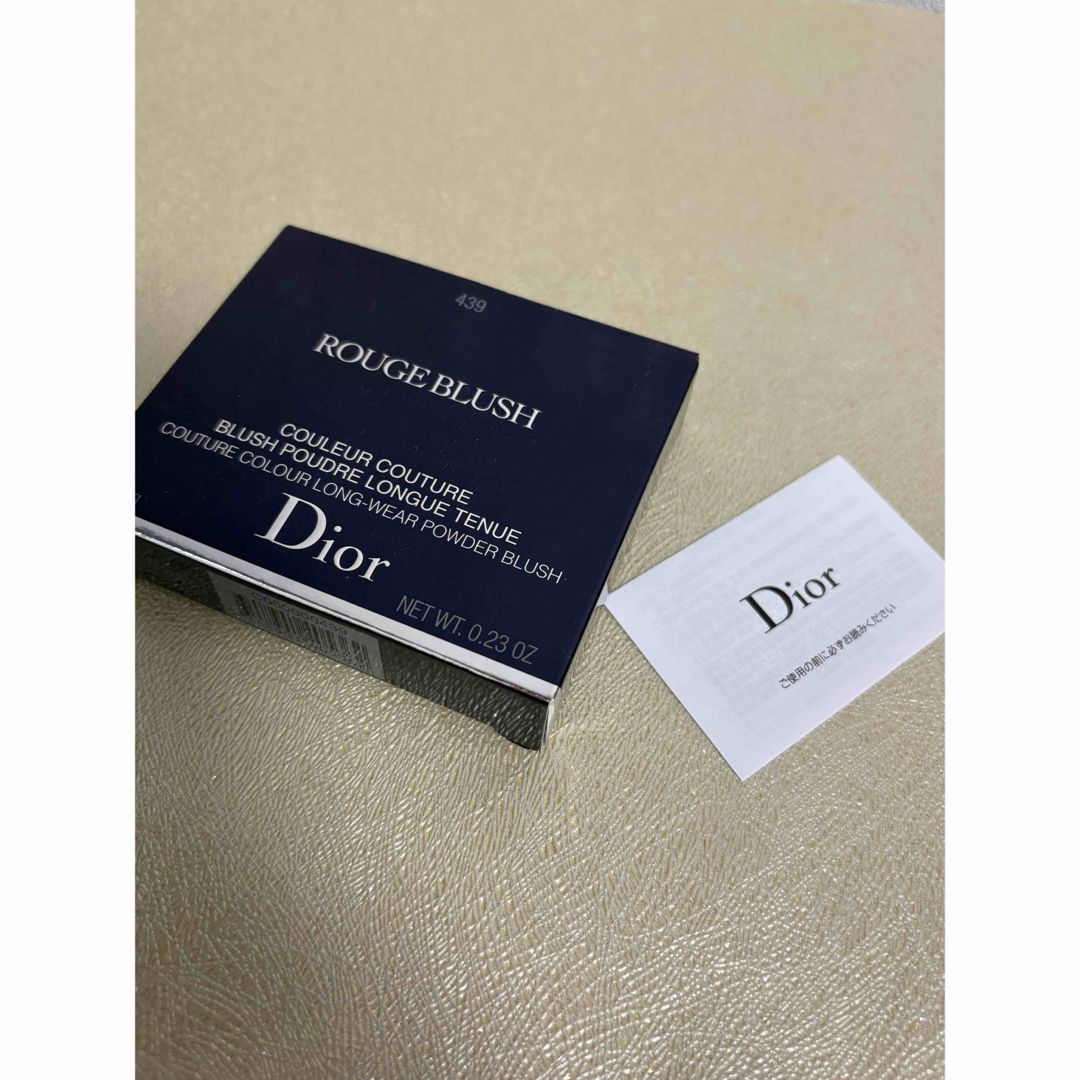 439
ROUGE BLUSH
COULEUR COUTURE
BLUSH POUDRE LONGUE TENUE
COUTURE COLOUR LONG-WEAR POWDER BLUSH
Dior
NET WT. 0.23 OZ
Dior
ご使用の前に必ずお読みください